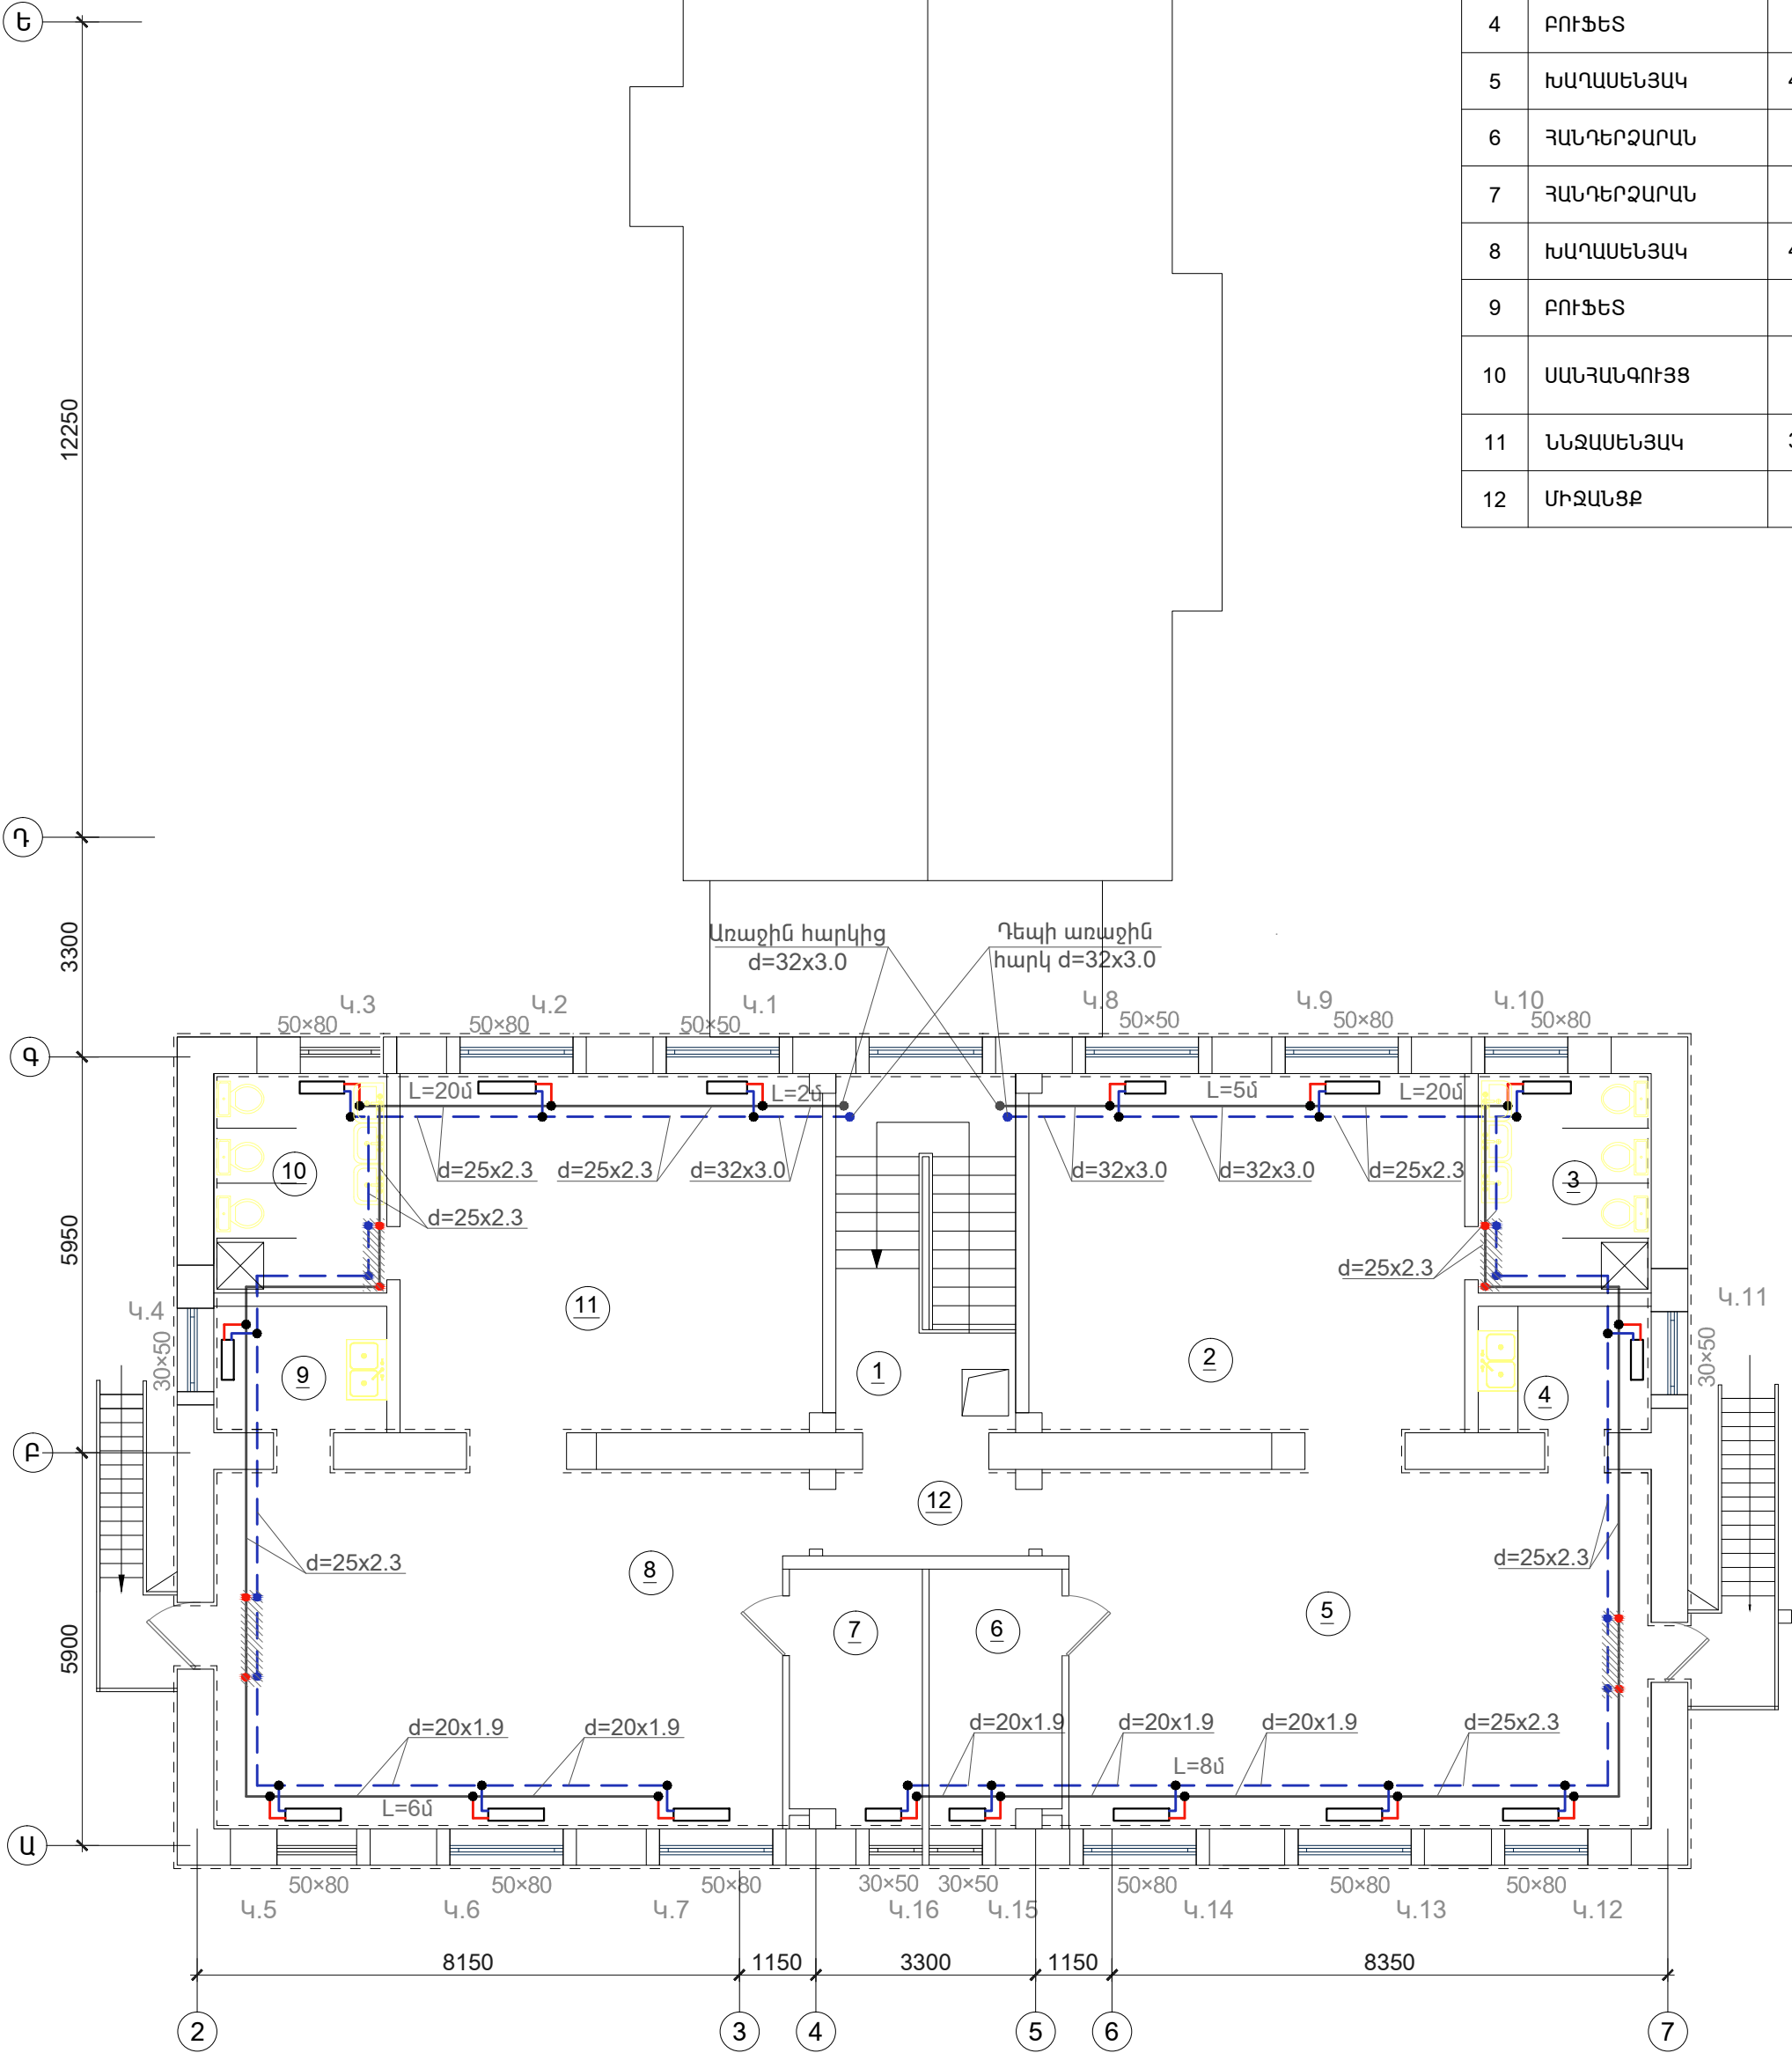 Ե
4 ԲՈՒՖԵՏ
5 ԽԱՂԱՍԵՆՅԱԿ
6 ՀԱՆԴԵՐՁԱՐԱՆ
7 ՀԱՆԴԵՐՁԱՐԱՆ
8 ԽԱՂԱՍԵՆՅԱԿ
9 ԲՈՒՖԵՏ
10 ՍԱՆՀԱՆԳՈՒՅՑ
11 ՆՆՋԱՍԵՆՅԱԿ
12 ՄԻՋԱՆՑՔ
12250
Դ
3300
Առաջին հարկից
d=32x3.0
Դեպի առաջին
հարկ d=32x3.0
Կ.3 Կ.2 Կ.1 Կ.8 Կ.9 Կ.10
50×80 50×80 50×50 50×50 50×80 50×80
Գ
L=20մ L=2մ L=5մ L=20մ
d=25x2.3 d=25x2.3 d=32x3.0 d=32x3.0 d=32x3.0 d=25x2.3
10 3
d=25x2.3
5950
d=25x2.3
Կ.4 11 Կ.11
30×50 30×50
9 1 2 4
Բ
12
d=25x2.3 8 d=25x2.3
5900
7 6 5
d=20x1.9 d=20x1.9 d=20x1.9 d=20x1.9 d=20x1.9 d=25x2.3
L=6մ L=8մ
Ա
50×80 50×80 50×80 30×50 30×50 50×80 50×80 50×80
Կ.5 Կ.6 Կ.7 Կ.16 Կ.15 Կ.14 Կ.13 Կ.12
8150 1150 3300 1150 8350
2 3 4 5 6 7